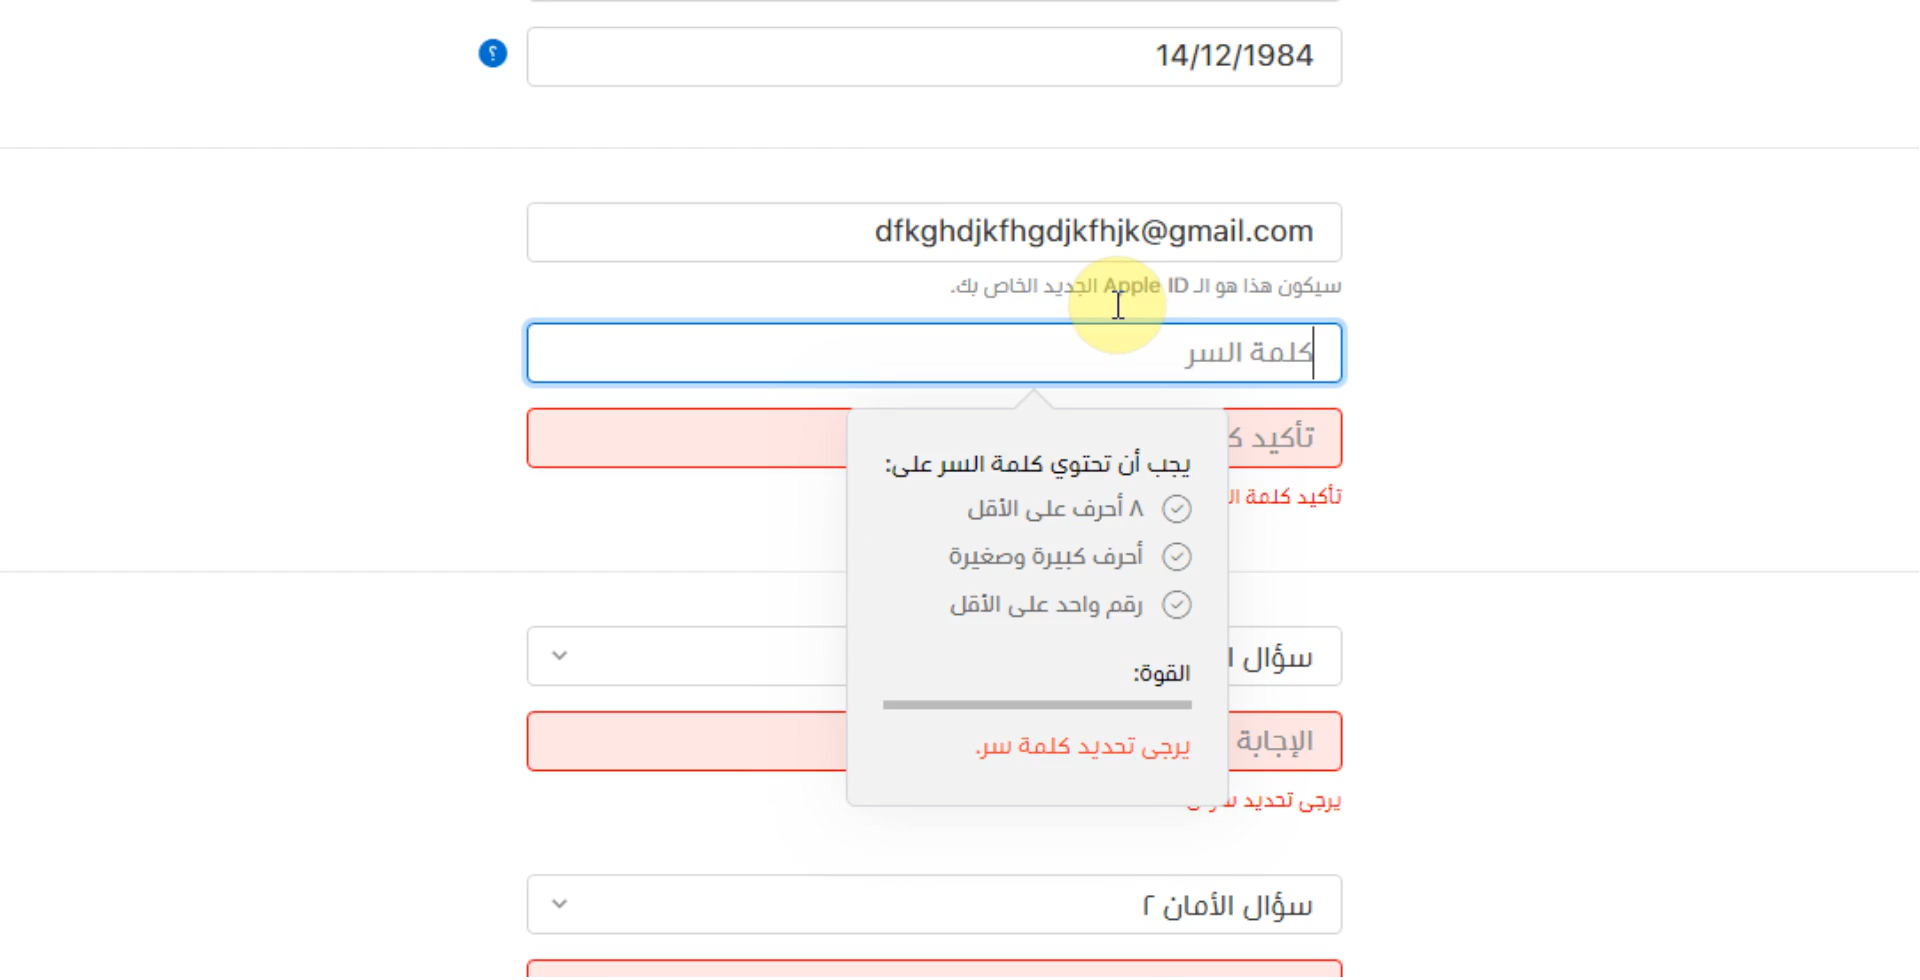 14/12/1984
؟
dfkghdjkfhgdjkfhjk@gmail.com
سيكون هذا هو الـ Apple ID الجديد الخاص بك.
كلمة السر
تأكيد
تأكيد كلمة
يجب أن تحتوي كلمة السر على:
٨ أحرف على الأقل
أحرف كبيرة وصغيرة
رقم واحد على الأقل
القوة:
يرجى تحديد كلمة سر.
سؤال
الإجابة
يرجى تحديد
سؤال الأمان ٢